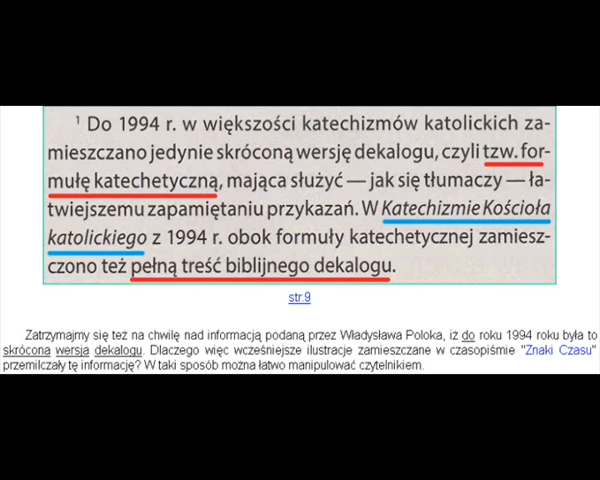 ¹ Do 1994 r. w większości katechizmów katolickich za-
mieszczano jedynie skróconą wersję dekalogu, czyli tzw. for-
mułę katechetyczną, mająca służyć — jak się tłumaczy — ła-
twiejszemu zapamiętaniu przykazań. W Katechizmie Kościoła
katolickiego z 1994 r. obok formuły katechetycznej zamiesz-
czono też pełną treść biblijnego dekalogu.
str.9
Zatrzymajmy się też na chwilę nad informacją podaną przez Władysława Poloka, iż do roku 1994 roku była to
skrócona wersja dekalogu. Dlaczego więc wcześniejsze ilustracje zamieszczane w czasopiśmie "Znaki Czasu"
przemilczały tę informację? W taki sposób można łatwo manipulować czytelnikiem.